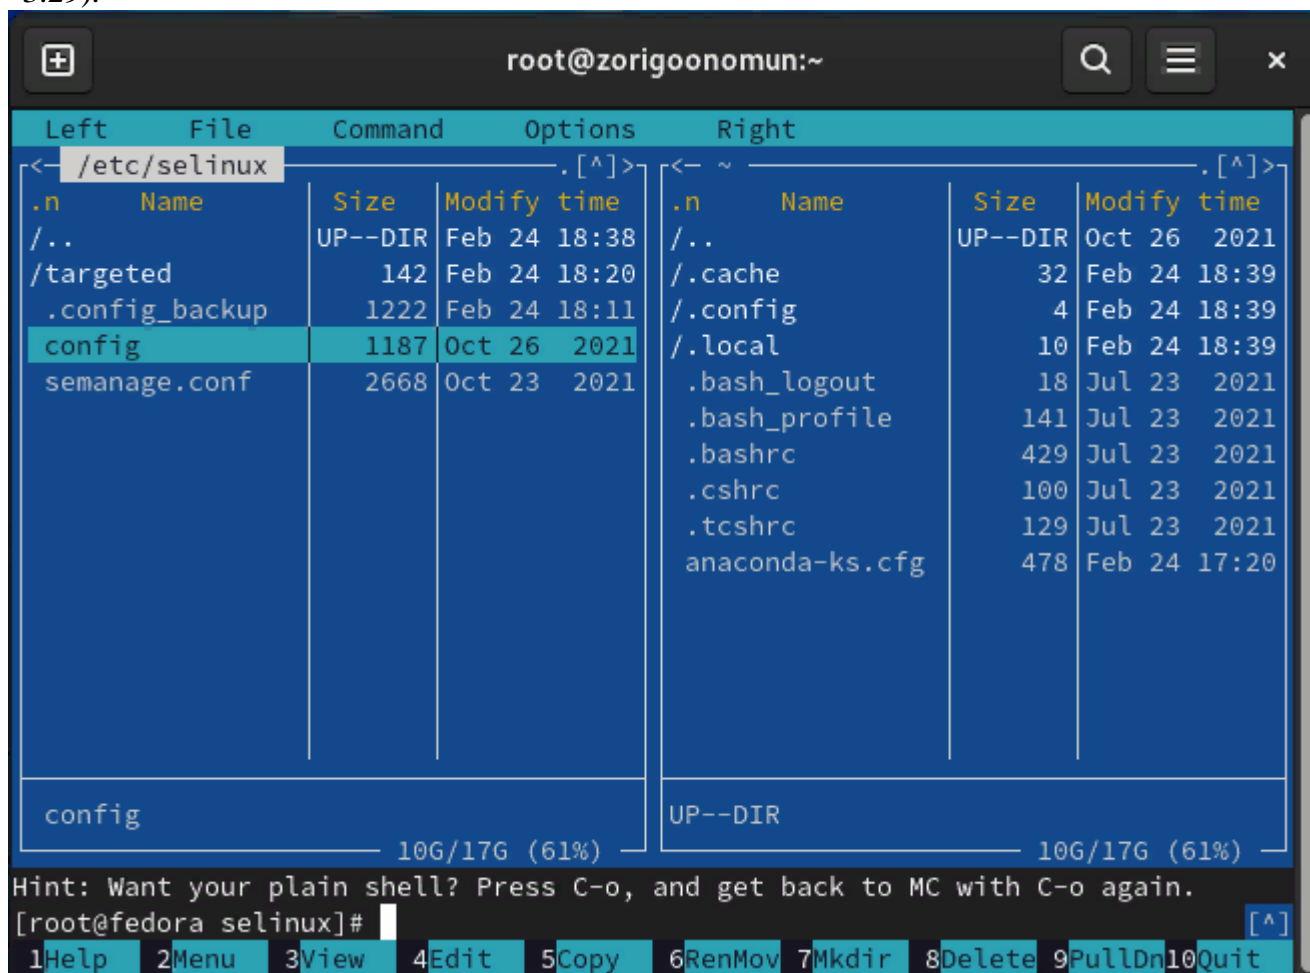 root@zorigoonomun:~
Left File Command Options Right
<─ /etc/selinux ─.[^]>
.n Name Size Modify time
/.. UP--DIR Feb 24 18:38
/targeted 142 Feb 24 18:20
.config_backup 1222 Feb 24 18:11
config 1187 Oct 26 2021
semanage.conf 2668 Oct 23 2021
config
10G/17G (61%)
<─ ~ ─.[^]>
.n Name Size Modify time
/.. UP--DIR Oct 26 2021
/.cache 32 Feb 24 18:39
/.config 4 Feb 24 18:39
/.local 10 Feb 24 18:39
.bash_logout 18 Jul 23 2021
.bash_profile 141 Jul 23 2021
.bashrc 429 Jul 23 2021
.cshrc 100 Jul 23 2021
.tcshrc 129 Jul 23 2021
anaconda-ks.cfg 478 Feb 24 17:20
UP--DIR
10G/17G (61%)
Hint: Want your plain shell? Press C-o, and get back to MC with C-o again.
[root@fedora selinux]# [^]
1Help 2Menu 3View 4Edit 5Copy 6RenMov 7Mkdir 8Delete 9PullDn 10Quit